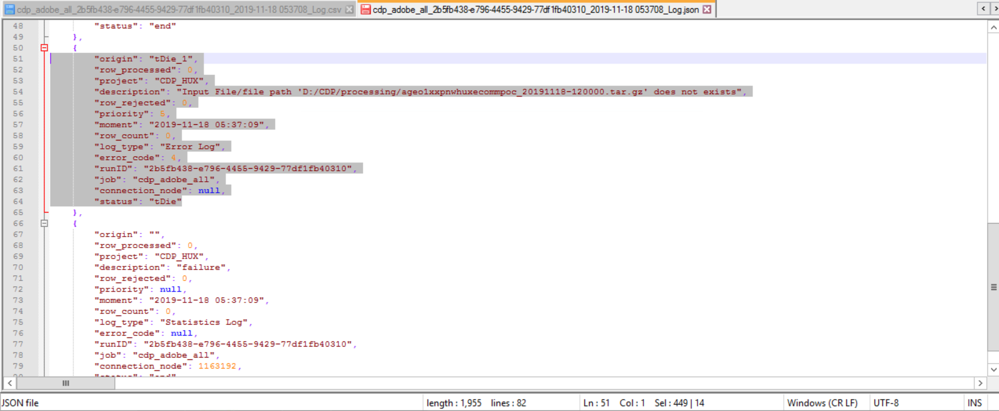 cdp_adobe_all_2b5fb438-e796-4455-9429-77df1fb40310_2019-11-18 053708_Log.csv cdp_adobe_all_2b5fb438-e796-4455-9429-77df1fb40310_2019-11-18 053708_Log.json
48 "status": "end"
49 },
50 {
51 "origin": "tDie_1",
52 "row_processed": 0,
53 "project": "CDP_HUX",
54 "description": "Input File/file path 'D:/CDP/processing/ageo1xxpnwhuxecommpoc_20191118-120000.tar.gz' does not exists",
55 "row_rejected": 0,
56 "priority": 5,
57 "moment": "2019-11-18 05:37:09",
58 "row_count": 0,
59 "log_type": "Error Log",
60 "error_code": 4,
61 "runID": "2b5fb438-e796-4455-9429-77df1fb40310",
62 "job": "cdp_adobe_all",
63 "connection_node": null,
64 "status": "tDie"
65 },
66 {
67 "origin": "",
68 "row_processed": 0,
69 "project": "CDP_HUX",
70 "description": "failure",
71 "row_rejected": 0,
72 "priority": null,
73 "moment": "2019-11-18 05:37:09",
74 "row_count": 0,
75 "log_type": "Statistics Log",
76 "error_code": null,
77 "runID": "2b5fb438-e796-4455-9429-77df1fb40310",
78 "job": "cdp_adobe_all",
79 "connection_node": 1163192,
JSON file length : 1,955 lines : 82 Ln : 51 Col : 1 Sel : 449 | 14 Windows (CR LF) UTF-8 INS